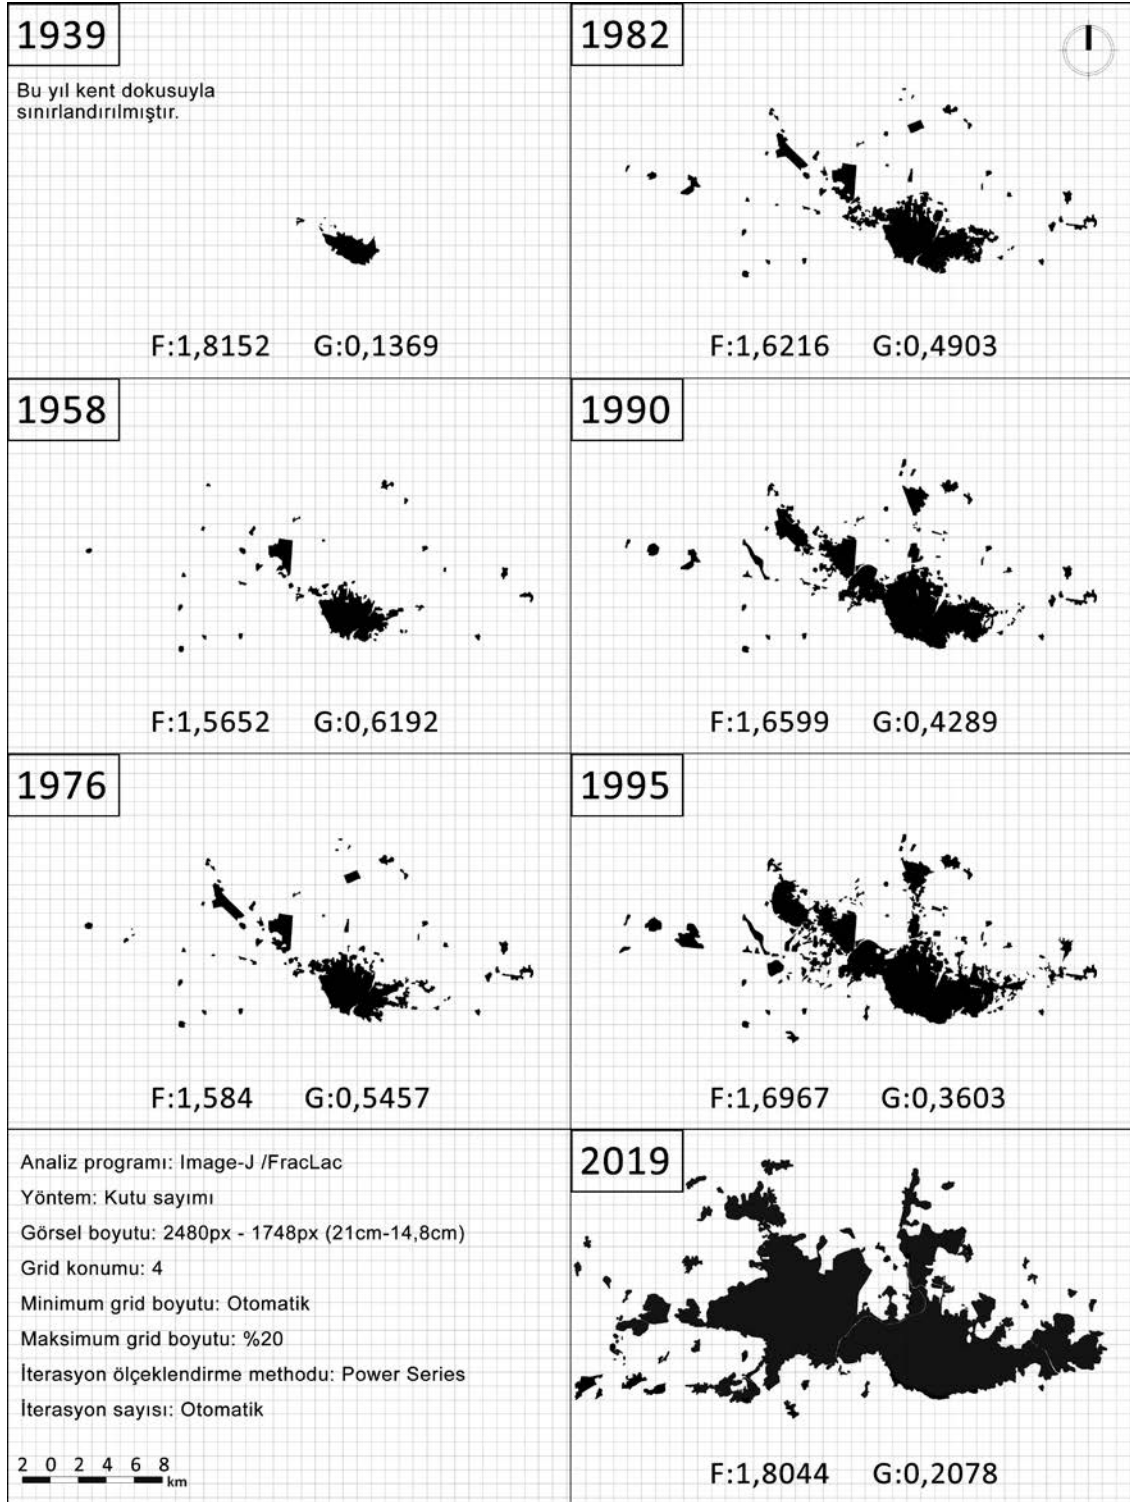 1939
Bu yıl kent dokusuyla
sınırlandırılmıştır.
F:1,8152 G:0,1369
1982
F:1,6216 G:0,4903
1958
F:1,5652 G:0,6192
1990
F:1,6599 G:0,4289
1976
F:1,584 G:0,5457
1995
F:1,6967 G:0,3603
Analiz programı: Image-J /FracLac
Yöntem: Kutu sayımı
Görsel boyutu: 2480px - 1748px (21cm-14,8cm)
Grid konumu: 4
Minimum grid boyutu: Otomatik
Maksimum grid boyutu: %20
İterasyon ölçeklendirme methodu: Power Series
İterasyon sayısı: Otomatik
2 0 2 4 6 8
km
2019
F:1,8044 G:0,2078